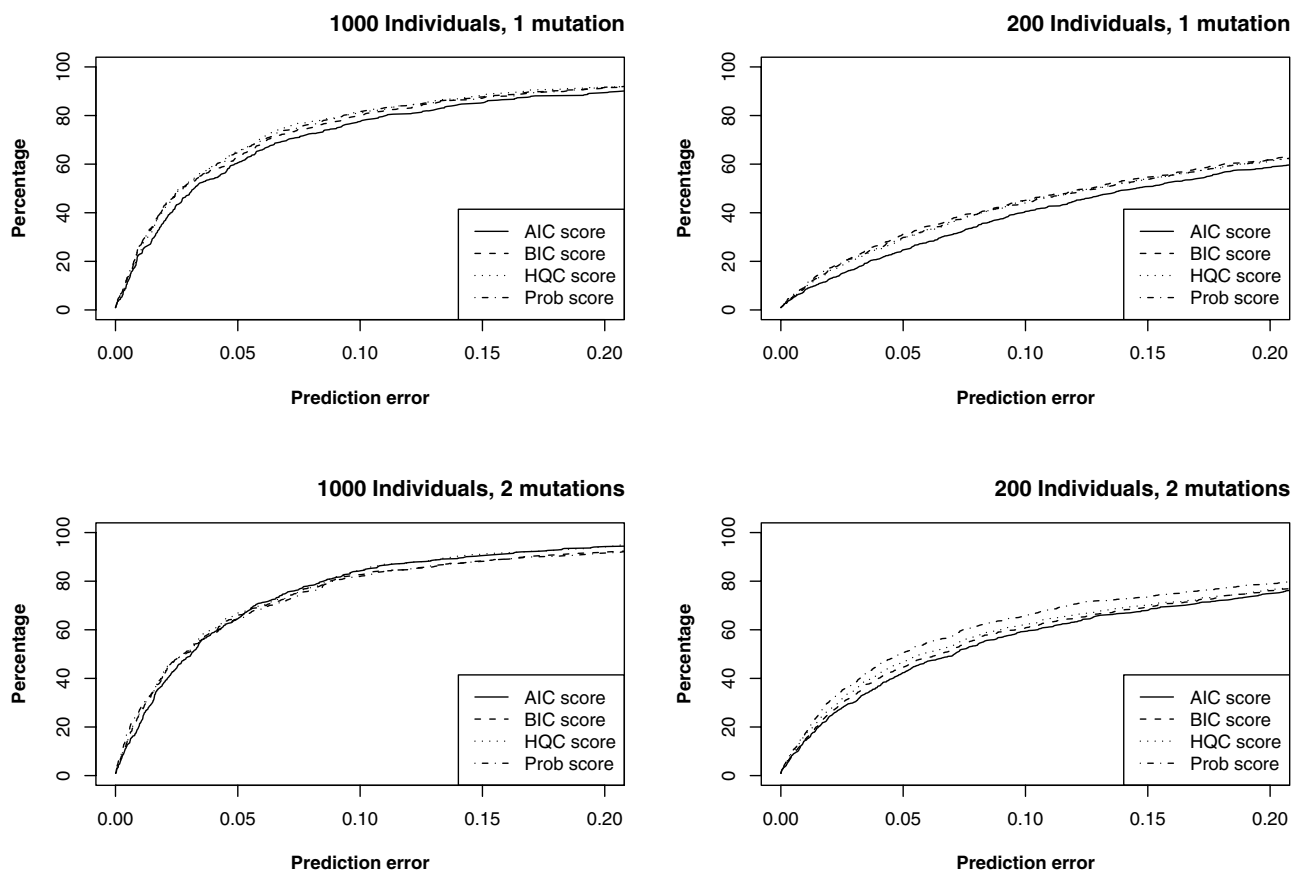 1000 Individuals, 1 mutation
Percentage
0
20
40
60
80
100
AIC score
BIC score
HQC score
Prob score
0.00
0.05
0.10
0.15
0.20
Prediction error
200 Individuals, 1 mutation
Percentage
0
20
40
60
80
100
AIC score
BIC score
HQC score
Prob score
0.00
0.05
0.10
0.15
0.20
Prediction error
1000 Individuals, 2 mutations
Percentage
0
20
40
60
80
100
AIC score
BIC score
HQC score
Prob score
0.00
0.05
0.10
0.15
0.20
Prediction error
200 Individuals, 2 mutations
Percentage
0
20
40
60
80
100
AIC score
BIC score
HQC score
Prob score
0.00
0.05
0.10
0.15
0.20
Prediction error